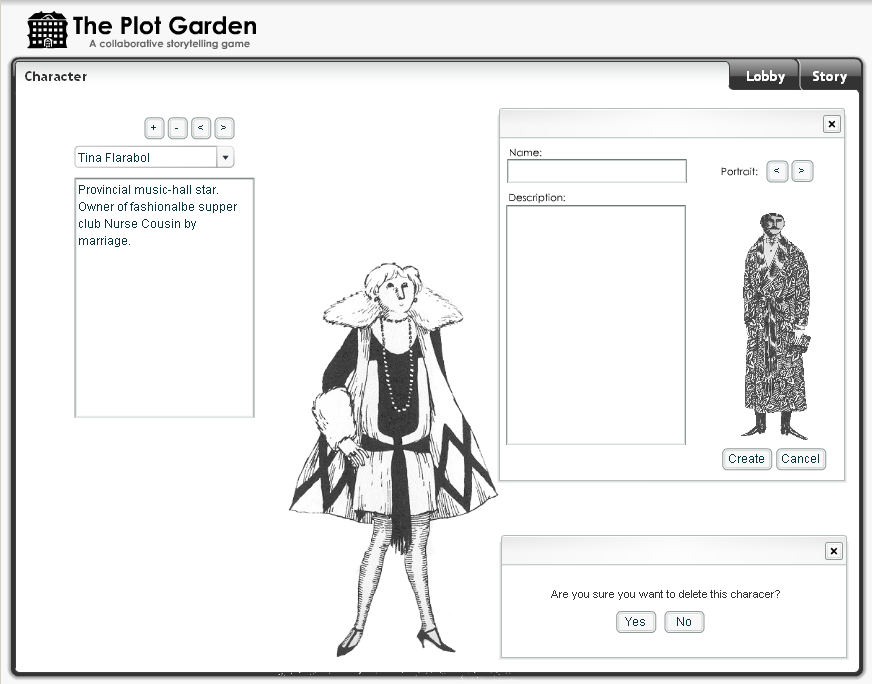 The Plot Garden
A collaborative storytelling game
Character
Lobby
Story
+ - < >
Tina Flarabol
Provincial music-hall star.
Owner of fashionalbe supper
club Nurse Cousin by
marriage.
Name:
Portrait: < >
Description:
Create Cancel
Are you sure you want to delete this characer?
Yes No